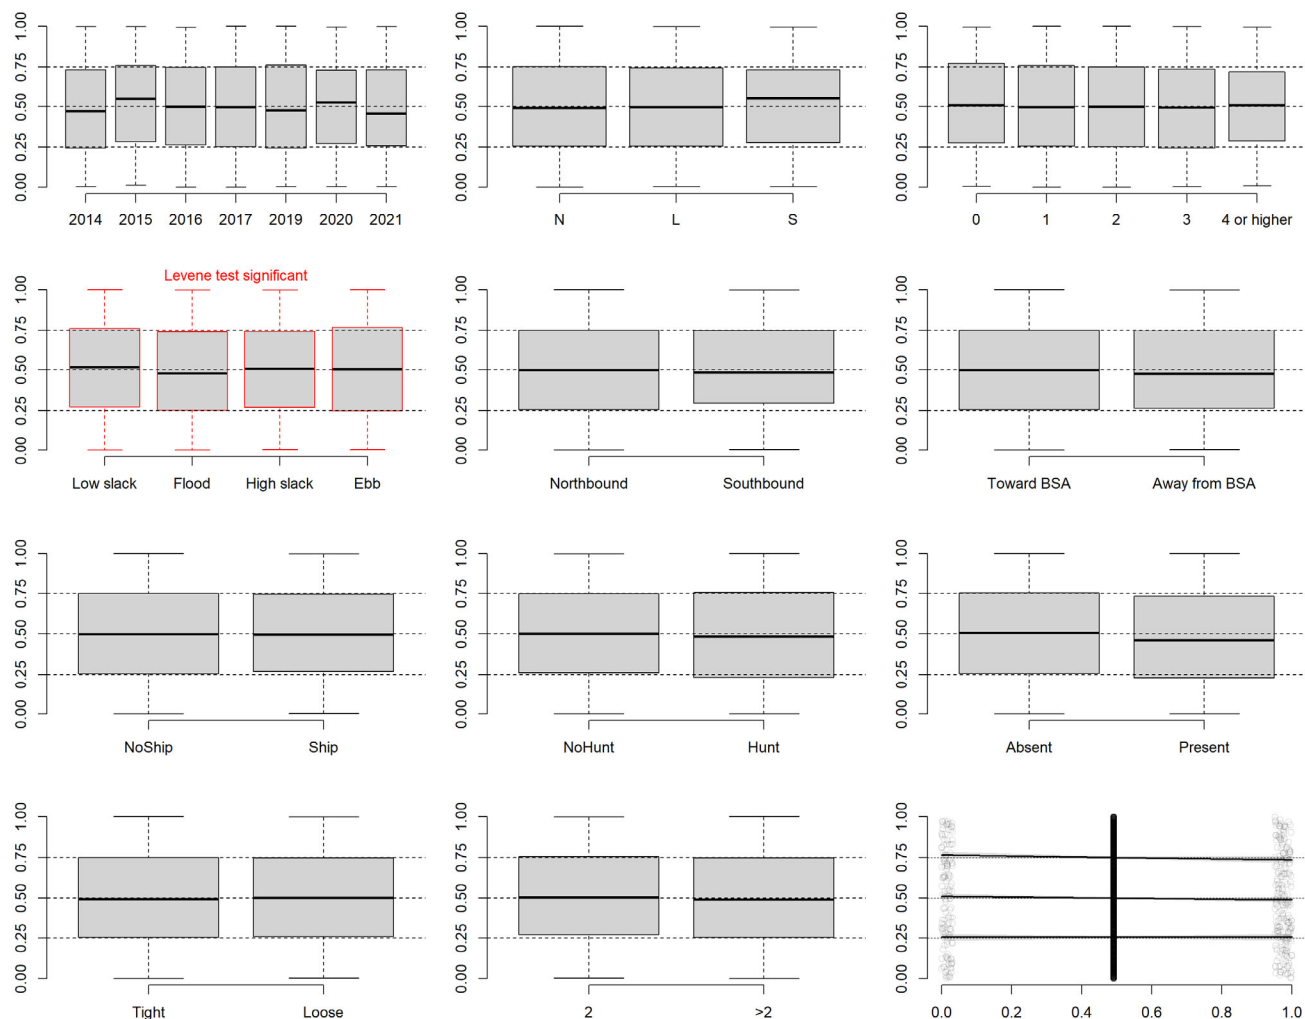 0.00 0.25 0.50 0.75 1.00
2014 2015 2016 2017 2019 2020 2021
0.00 0.25 0.50 0.75 1.00
N L S
0.00 0.25 0.50 0.75 1.00
0 1 2 3 4 or higher
Levene test significant
0.00 0.25 0.50 0.75 1.00
Low slack Flood High slack Ebb
0.00 0.25 0.50 0.75 1.00
Northbound Southbound
0.00 0.25 0.50 0.75 1.00
Toward BSA Away from BSA
0.00 0.25 0.50 0.75 1.00
NoShip Ship
0.00 0.25 0.50 0.75 1.00
NoHunt Hunt
0.00 0.25 0.50 0.75 1.00
Absent Present
0.00 0.25 0.50 0.75 1.00
Tight Loose
0.00 0.25 0.50 0.75 1.00
2 >2
0.00 0.25 0.50 0.75 1.00
0.0 0.2 0.4 0.6 0.8 1.0